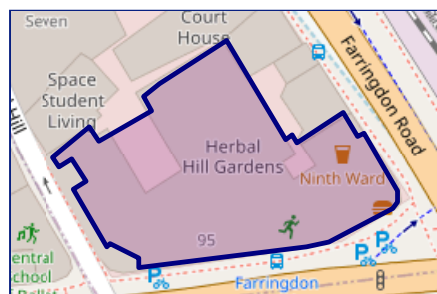 Seven
Court
House
Farringdon Road
Space
Student
Living
Hill
Herbal
Hill Gardens
Ninth Ward
95
Farringdon
entral
chool